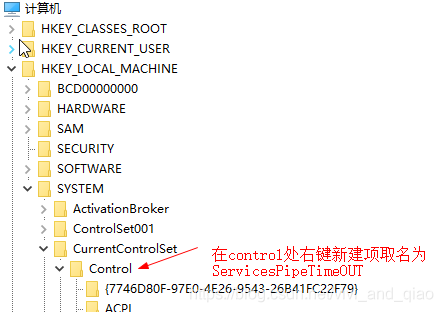 计算机
HKEY_CLASSES_ROOT
HKEY_CURRENT_USER
HKEY_LOCAL_MACHINE
BCD00000000
HARDWARE
SAM
SECURITY
SOFTWARE
SYSTEM
ActivationBroker
ControlSet001
CurrentControlSet
在control处右键新建项取名为
ServicesPipeTimeOUT
Control
{7746D80F-97E0-4E26-9543-26B41FC22F79}
ACPI